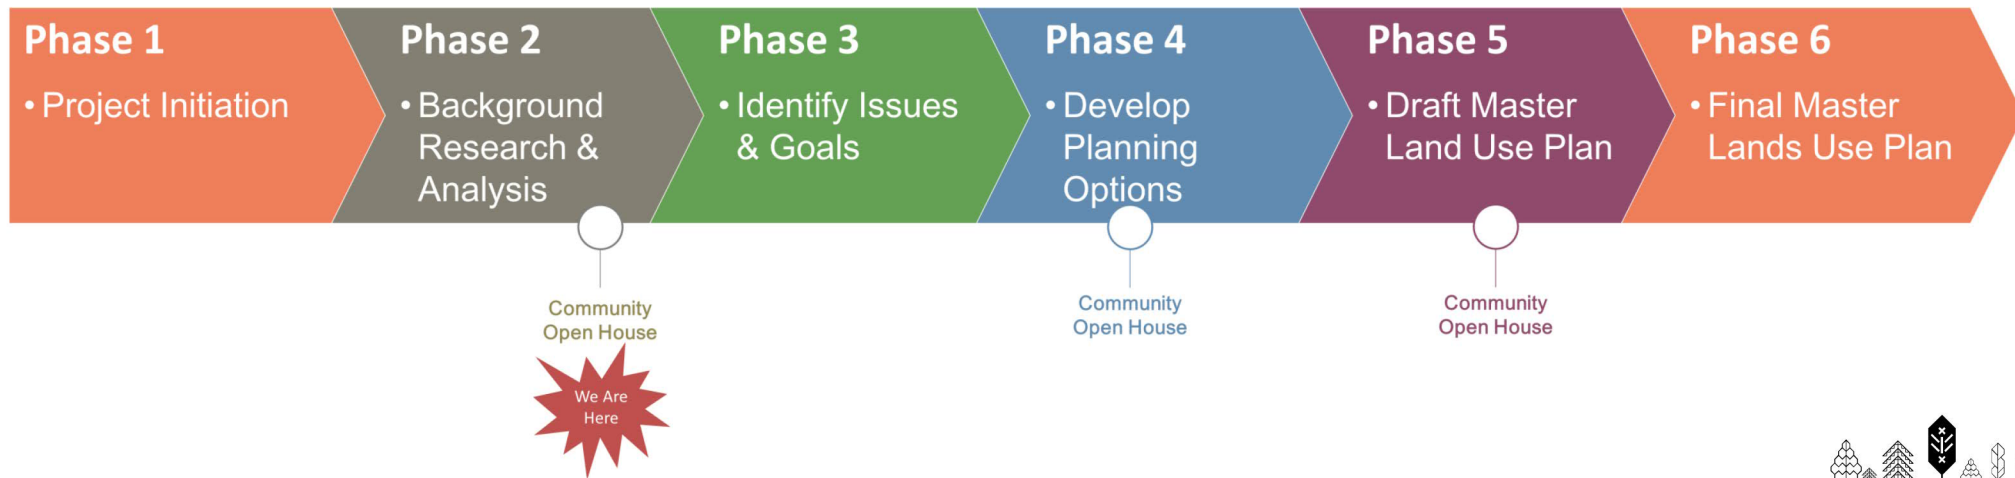 Phase 1
• Project Initiation
Phase 2
• Background
Research &
Analysis
Phase 3
• Identify Issues
& Goals
Phase 4
• Develop
Planning
Options
Phase 5
• Draft Master
Land Use Plan
Phase 6
• Final Master
Lands Use Plan
Community
Open House
We Are
Here
Community
Open House
Community
Open House